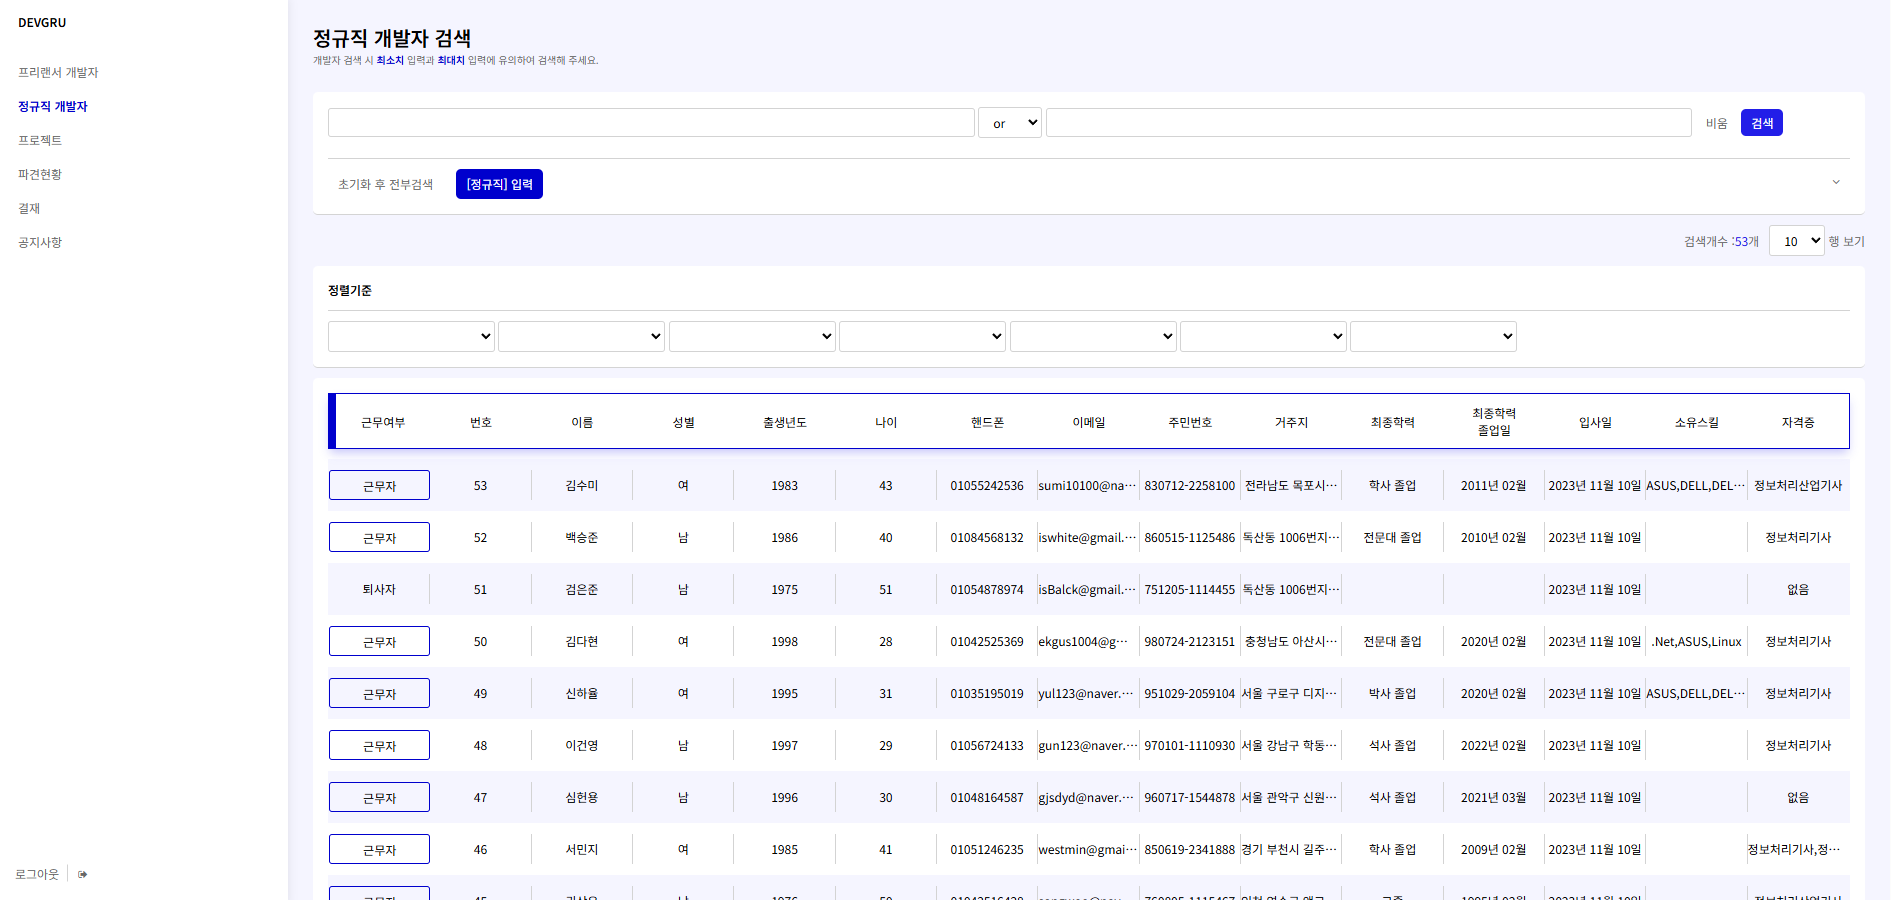 DEVGRU
프리랜서 개발자
정규직 개발자
프로젝트
파견현황
결재
공지사항
로그아웃
정규직 개발자 검색
개발자 검색 시 최소치 입력과 최대치 입력에 유의하여 검색해 주세요.
or 비움 검색
초기화 후 전부검색 [정규직] 입력
검색개수 :53개 10 행 보기
정렬기준
근무여부 번호 이름 성별 출생년도 나이 핸드폰 이메일 주민번호 거주지 최종학력 최종학력 졸업일 입사일 소유스킬 자격증
근무자 53 김수미 여 1983 43 01055242536 sumi10100@na… 830712-2258100 전라남도 목포시… 학사 졸업 2011년 02월 2023년 11월 10일 ASUS,DELL,DEL… 정보처리산업기사
근무자 52 백승준 남 1986 40 01084568132 iswhite@gmail.… 860515-1125486 독산동 1006번지… 전문대 졸업 2010년 02월 2023년 11월 10일 정보처리기사
퇴사자 51 검은준 남 1975 51 01054878974 isBalck@gmail.… 751205-1114455 독산동 1006번지… 2023년 11월 10일 없음
근무자 50 김다현 여 1998 28 01042525369 ekgus1004@g… 980724-2123151 충청남도 아산시… 전문대 졸업 2020년 02월 2023년 11월 10일 .Net,ASUS,Linux 정보처리기사
근무자 49 신하율 여 1995 31 01035195019 yul123@naver.… 951029-2059104 서울 구로구 디지… 박사 졸업 2020년 02월 2023년 11월 10일 ASUS,DELL,DEL… 정보처리기사
근무자 48 이건영 남 1997 29 01056724133 gun123@naver.… 970101-1110930 서울 강남구 학동… 석사 졸업 2022년 02월 2023년 11월 10일 정보처리기사
근무자 47 심헌용 남 1996 30 01048164587 gjsdyd@naver.… 960717-1544878 서울 관악구 신원… 석사 졸업 2021년 03월 2023년 11월 10일 없음
근무자 46 서민지 여 1985 41 01051246235 westmin@gmai… 850619-2341888 경기 부천시 길주… 학사 졸업 2009년 02월 2023년 11월 10일 정보처리기사,정…